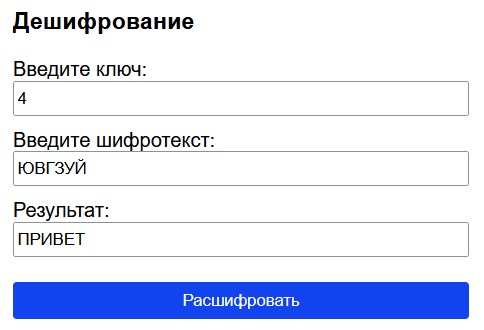 Дешифрование
Введите ключ:
4
Введите шифротекст:
ЮВГЗУЙ
Результат:
ПРИВЕТ
Расшифровать